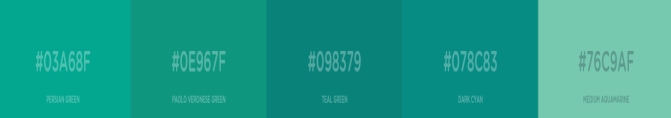 #03A68F #0E967F #098379 #078C83 #76C9AF
PERSIAN GREEN PAOLO VERONESE GREEN TEAL GREEN DARK CYAN MEDIUM AQUAMARINE